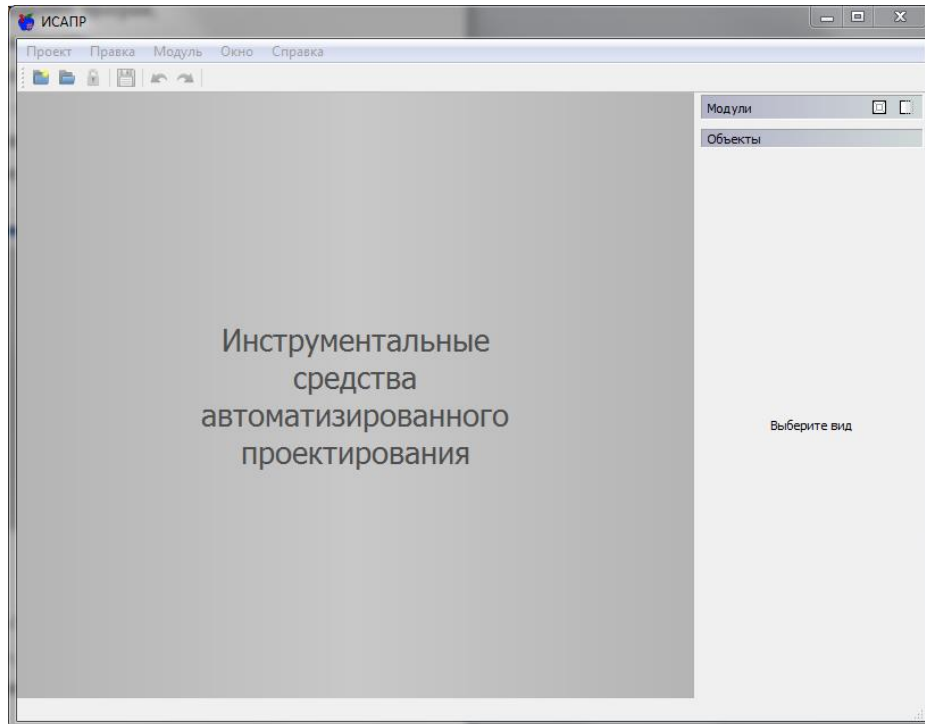 ИСАПР
Проект Правка Модуль Окно Справка
Модули
Объекты
Инструментальные
средства
автоматизированного
проектирования
Выберите вид